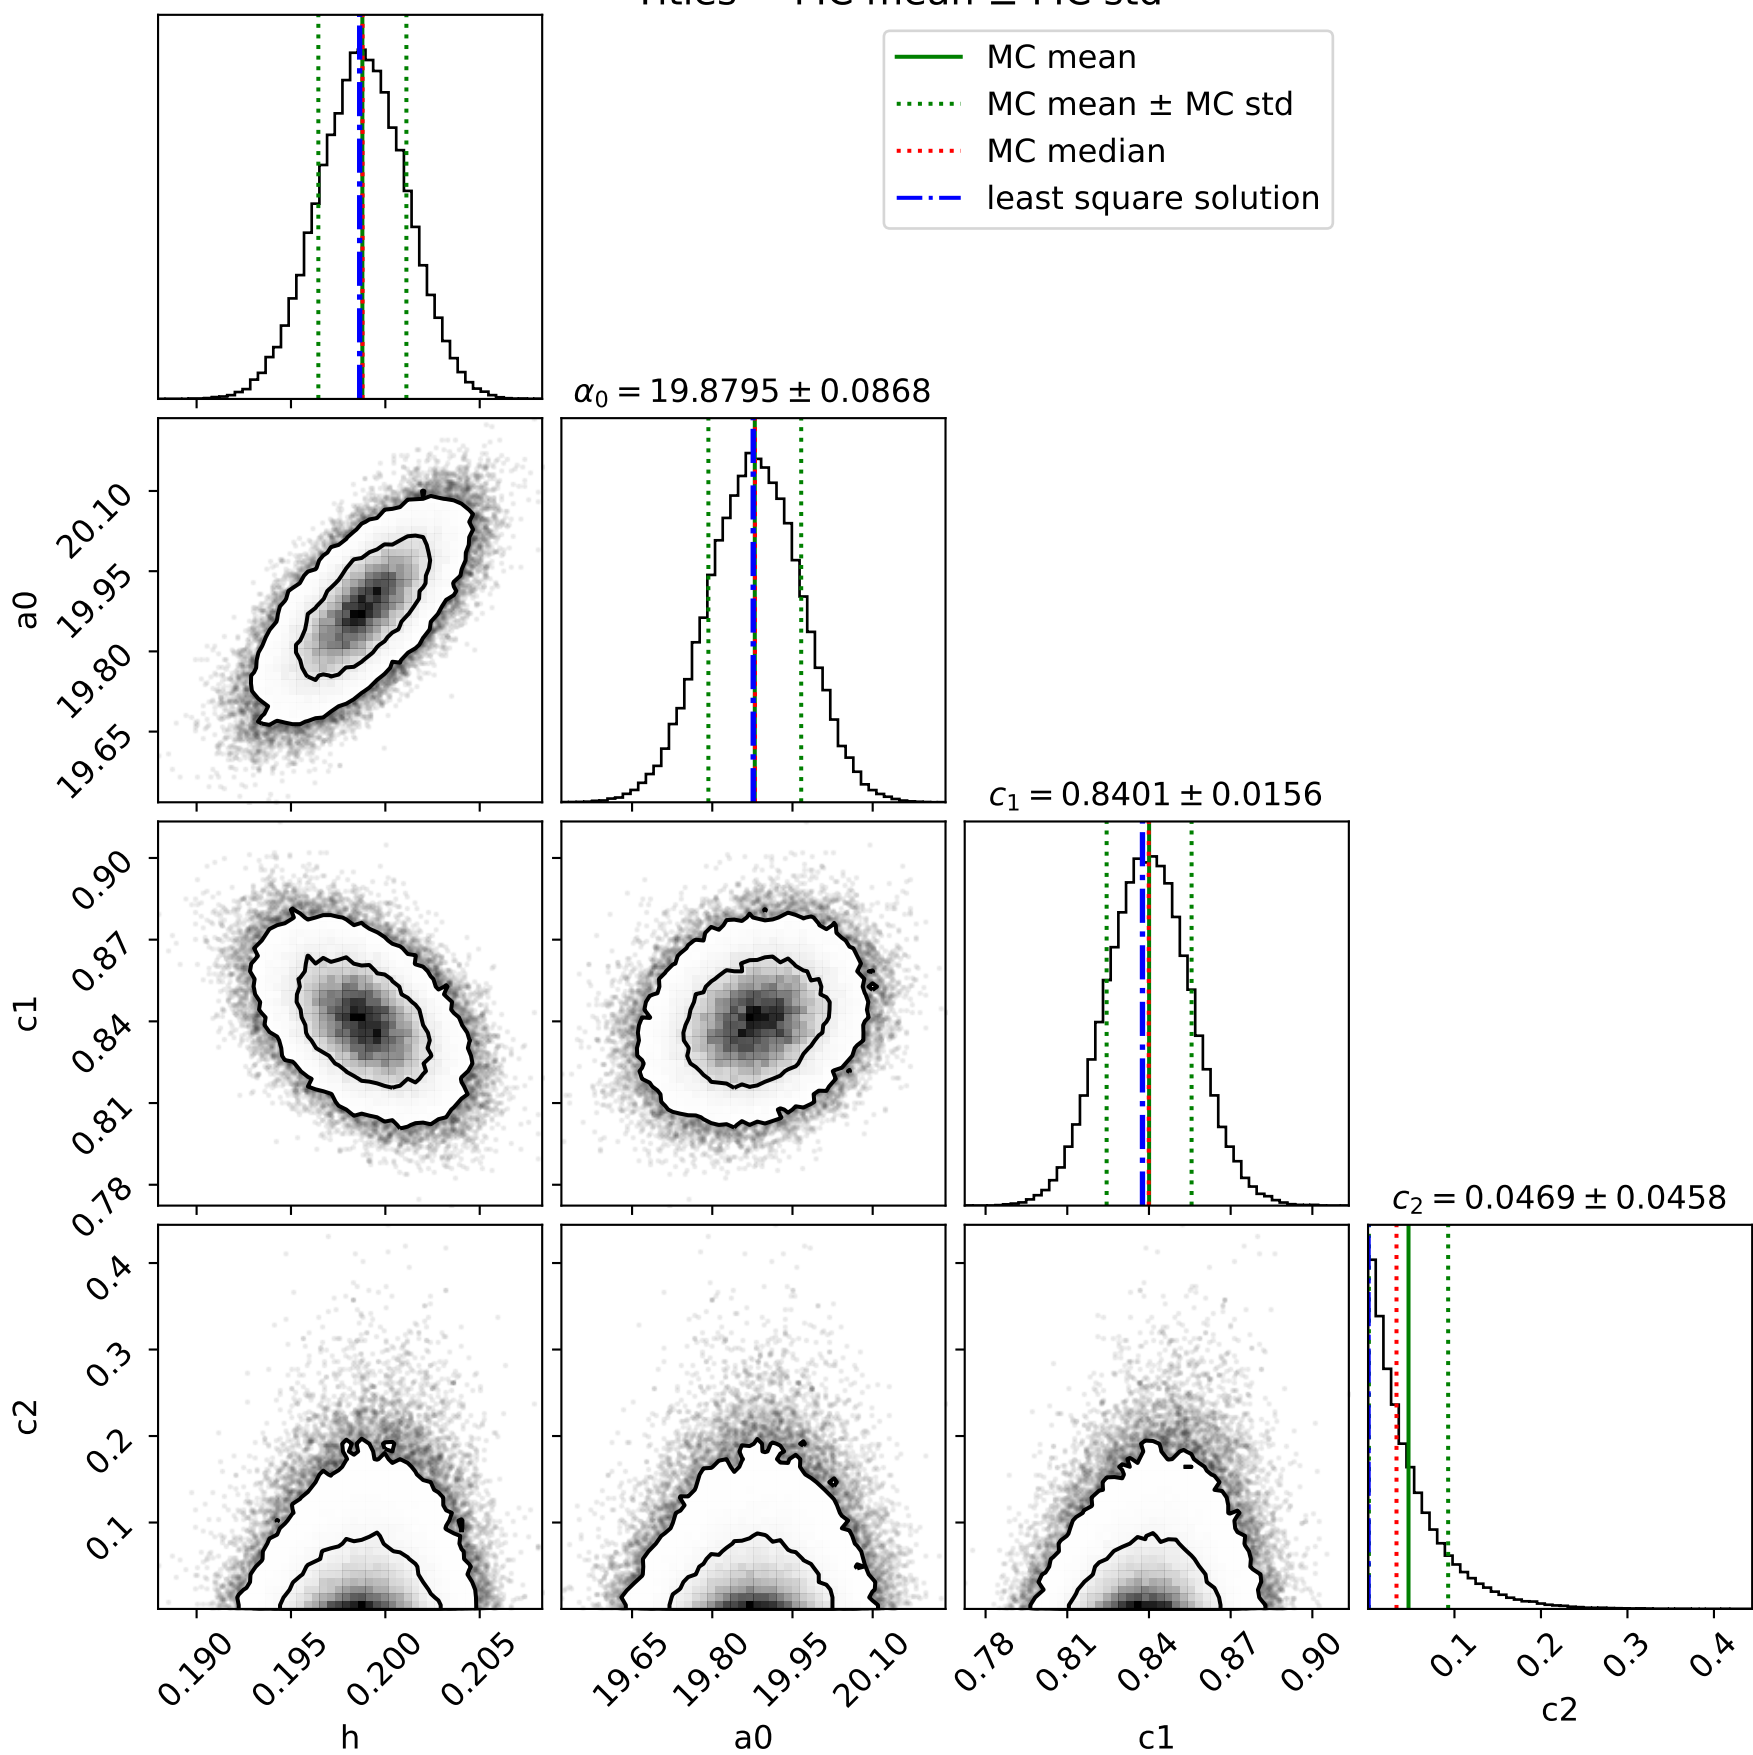 MC mean
MC mean ± MC std
MC median
least square solution
α₀ = 19.8795 ± 0.0868
a0
20.10
19.95
19.80
19.65
c₁ = 0.8401 ± 0.0156
c1
0.90
0.87
0.84
0.81
0.78
c₂ = 0.0469 ± 0.0458
c2
0.4
0.3
0.2
0.1
0.190 0.195 0.200 0.205 19.65 19.80 19.95 20.10 0.78 0.81 0.84 0.87 0.90 0.1 0.2 0.3 0.4
h a0 c1 c2